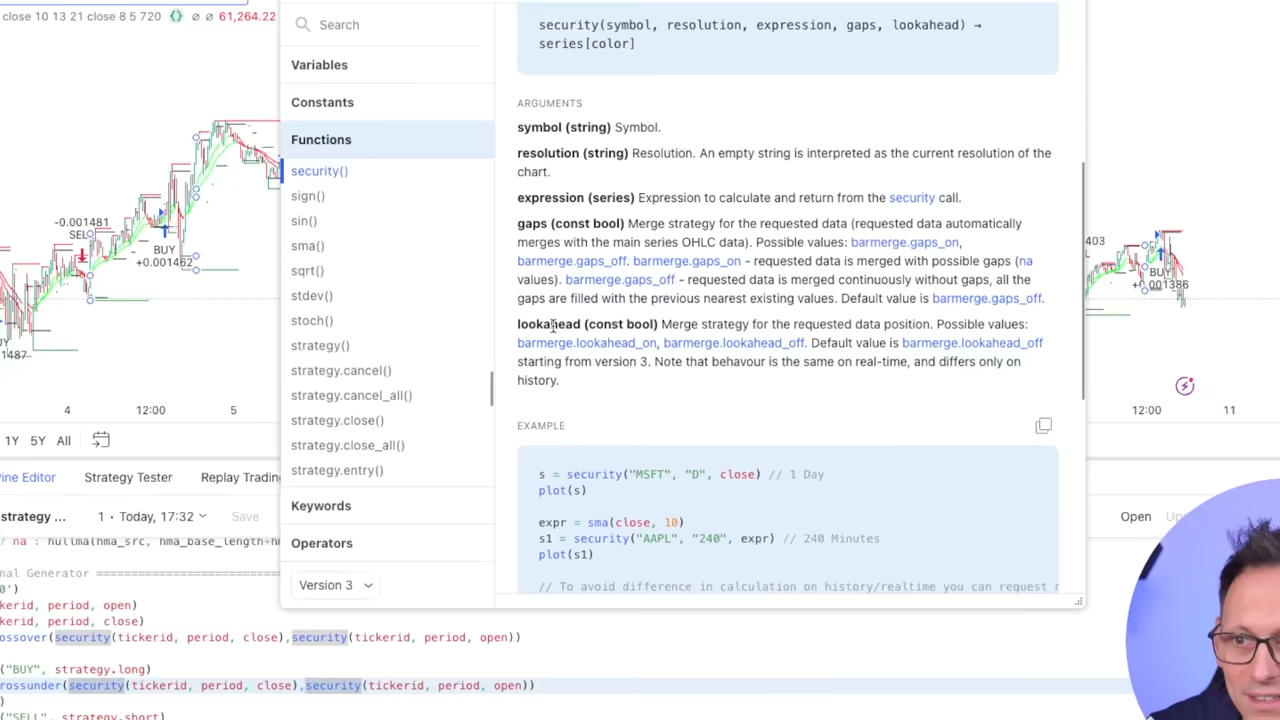 close 10 13 21 close 8 5 720 {} ∅ ∅ 61,264.22
Search
Variables
Constants
Functions
security()
sign()
sin()
sma()
sqrt()
stdev()
stoch()
strategy()
strategy.cancel()
strategy.cancel_all()
strategy.close()
strategy.close_all()
strategy.entry()
Keywords
Operators
Version 3
security(symbol, resolution, expression, gaps, lookahead) →
series[color]
ARGUMENTS
symbol (string) Symbol.
resolution (string) Resolution. An empty string is interpreted as the current resolution of the
chart.
expression (series) Expression to calculate and return from the security call.
gaps (const bool) Merge strategy for the requested data (requested data automatically
merges with the main series OHLC data). Possible values: barmerge.gaps_on,
barmerge.gaps_off. barmerge.gaps_on - requested data is merged with possible gaps (na
values). barmerge.gaps_off - requested data is merged continuously without gaps, all the
gaps are filled with the previous nearest existing values. Default value is barmerge.gaps_off.
lookahead (const bool) Merge strategy for the requested data position. Possible values:
barmerge.lookahead_on, barmerge.lookahead_off. Default value is barmerge.lookahead_off
starting from version 3. Note that behavour is the same on real-time, and differs only on
history.
EXAMPLE
s = security("MSFT", "D", close) // 1 Day
plot(s)
expr = sma(close, 10)
s1 = security("AAPL", "240", expr) // 240 Minutes
plot(s1)
// To avoid difference in calculation on history/realtime you can request
-0.001481
SEL
BUY
+0.001462
1487
403
BUY
+0.001386
4 12:00 5
12:00 11
1Y 5Y All
ine Editor Strategy Tester Replay Trading
strategy ... 1 • Today, 17:32 Save
Open
? na : hullma(hma_src, hma_base_length+h
nal Generator ============================
0')
kerid, period, open)
kerid, period, close)
ossover(security(tickerid, period, close),security(tickerid, period, open))
("BUY", strategy.long)
rossunder(security(tickerid, period, close),security(tickerid, period, open))
)
("SELL", strategy.short)